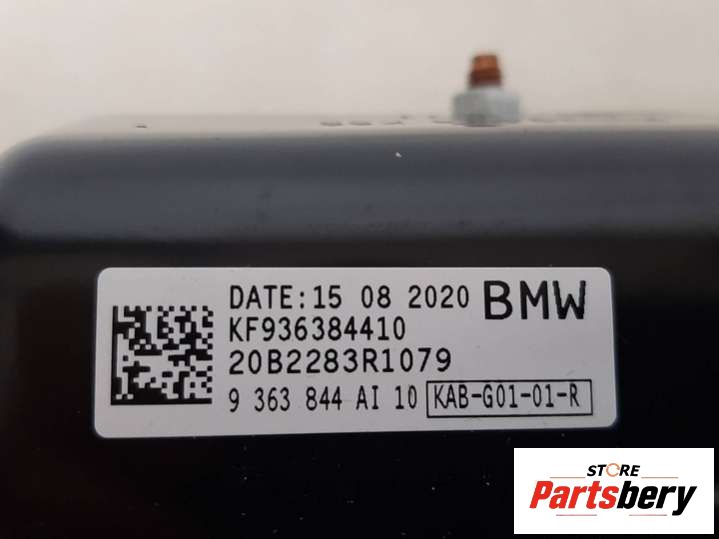 DATE:15 08 2020 BMW
KF936384410
20B2283R1079
9 363 844 AI 10 KAB-G01-01-R
STORE
Partsbery